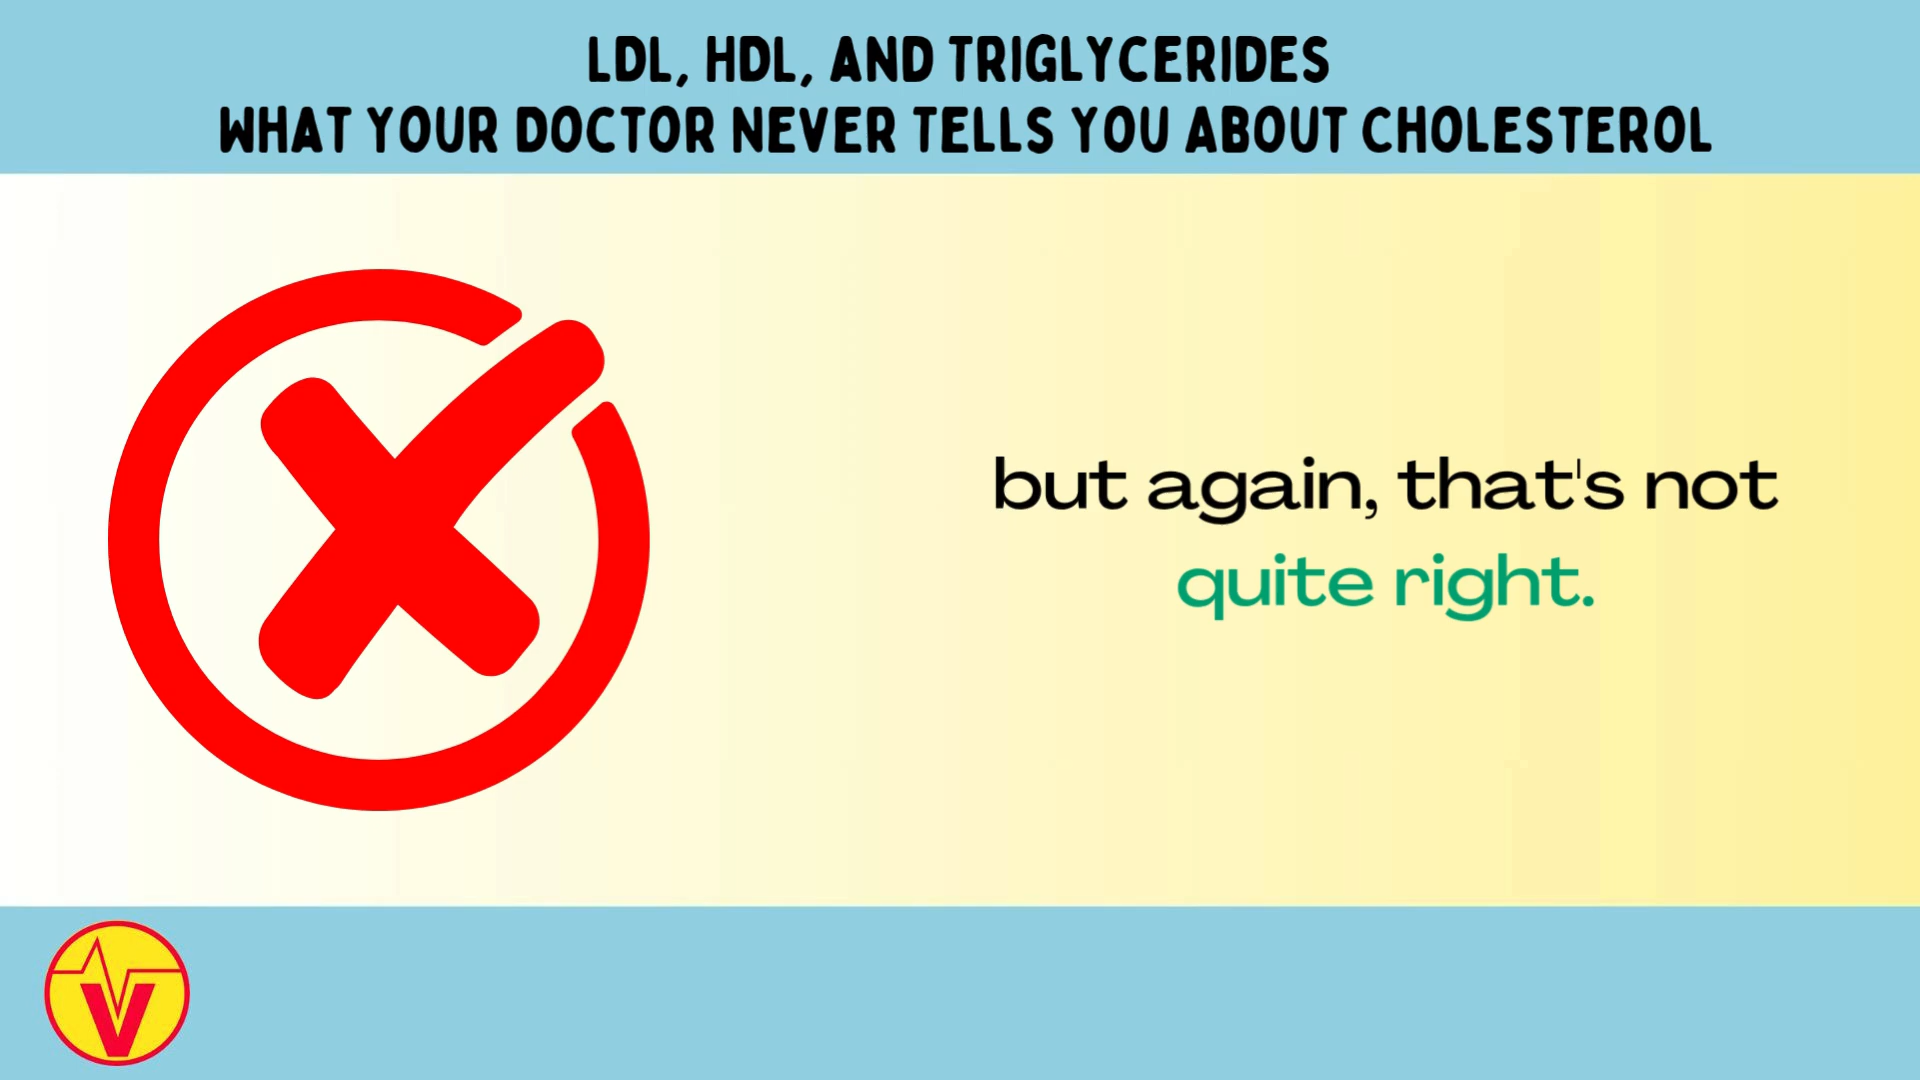 LDL, HDL, AND TRIGLYCERIDES
WHAT YOUR DOCTOR NEVER TELLS YOU ABOUT CHOLESTEROL
but again, that's not
quite right.
V